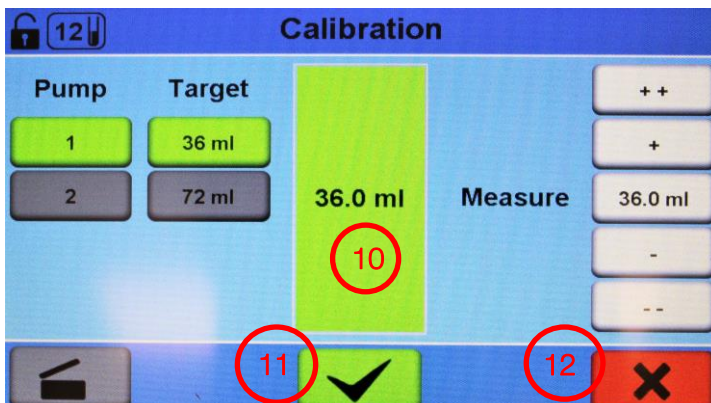 12 Calibration
Pump Target ++
1 36 ml +
2 72 ml 36.0 ml Measure 36.0 ml
10 -
11 12 --